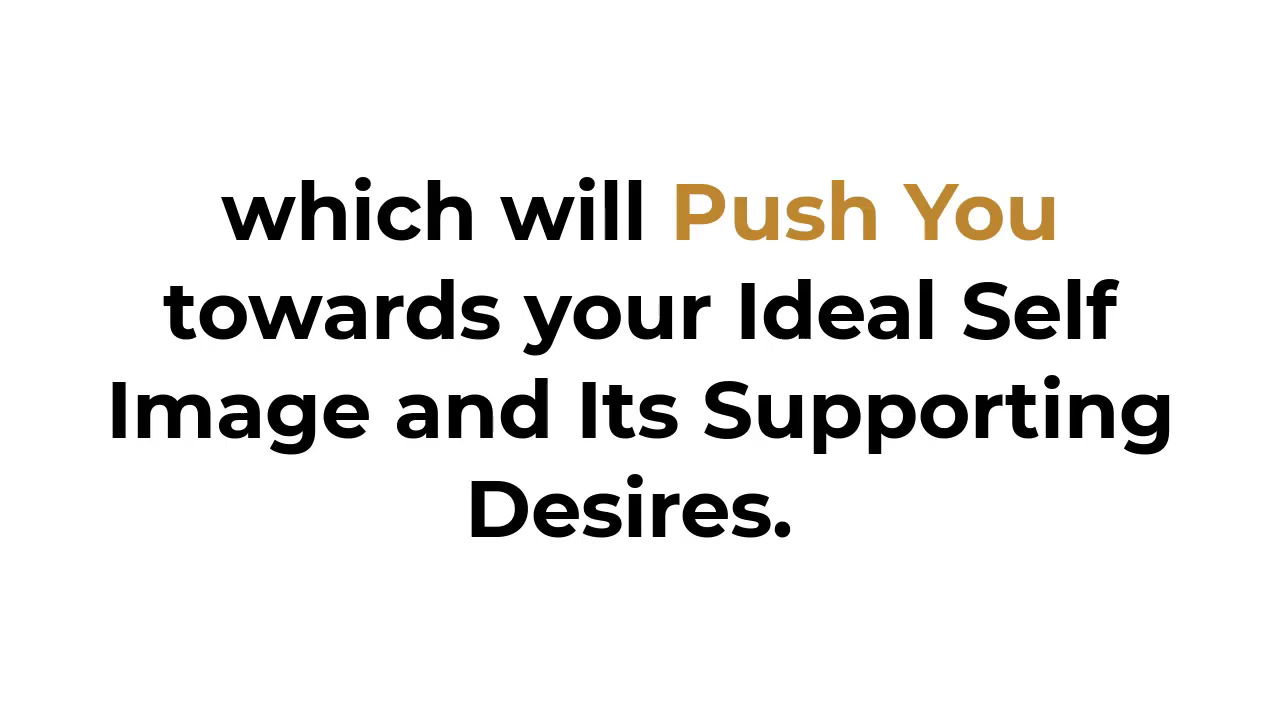 which will Push You
towards your Ideal Self
Image and Its Supporting
Desires.